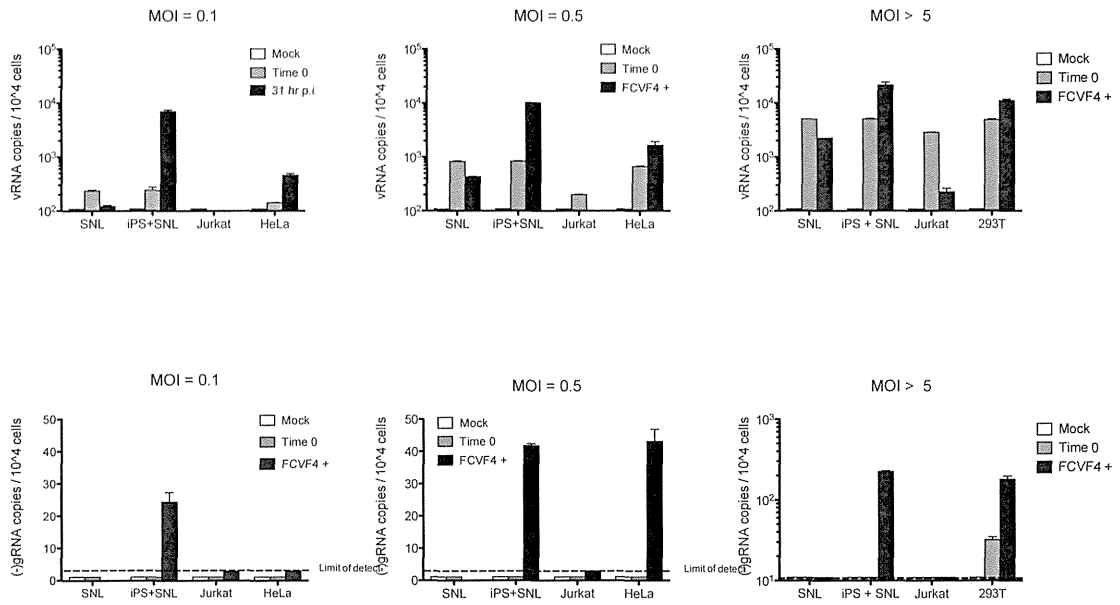 MOI = 0.1
vRNA copies / 10^4 cells
10^5
10^4
10^3
10^2
Mock
Time 0
31 hr p.i.
SNL
iPS+SNL
Jurkat
HeLa
MOI = 0.5
vRNA copies / 10^4 cells
10^5
10^4
10^3
10^2
Mock
Time 0
FCVF4 +
SNL
iPS+SNL
Jurkat
HeLa
MOI > 5
vRNA copies / 10^4 cells
10^5
10^4
10^3
10^2
Mock
Time 0
FCVF4 +
SNL
iPS + SNL
Jurkat
293T
MOI = 0.1
(-)gRNA copies / 10^4 cells
50
40
30
20
10
0
Mock
Time 0
FCVF4 +
Limit of detect
SNL
iPS+SNL
Jurkat
HeLa
MOI = 0.5
(-)gRNA copies / 10^4 cells
50
40
30
20
10
0
Mock
Time 0
FCVF4 +
Limit of detect
SNL
iPS+SNL
Jurkat
HeLa
MOI > 5
(-)gRNA copies / 10^4 cells
10^3
10^2
10^1
Mock
Time 0
FCVF4 +
SNL
iPS + SNL
Jurkat
293T